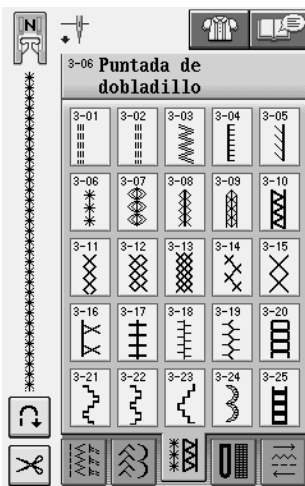 N
3-06 Puntada de
dobladillo
3-01 3-02 3-03 3-04 3-05
3-06 3-07 3-08 3-09 3-10
3-11 3-12 3-13 3-14 3-15
3-16 3-17 3-18 3-19 3-20
3-21 3-22 3-23 3-24 3-25